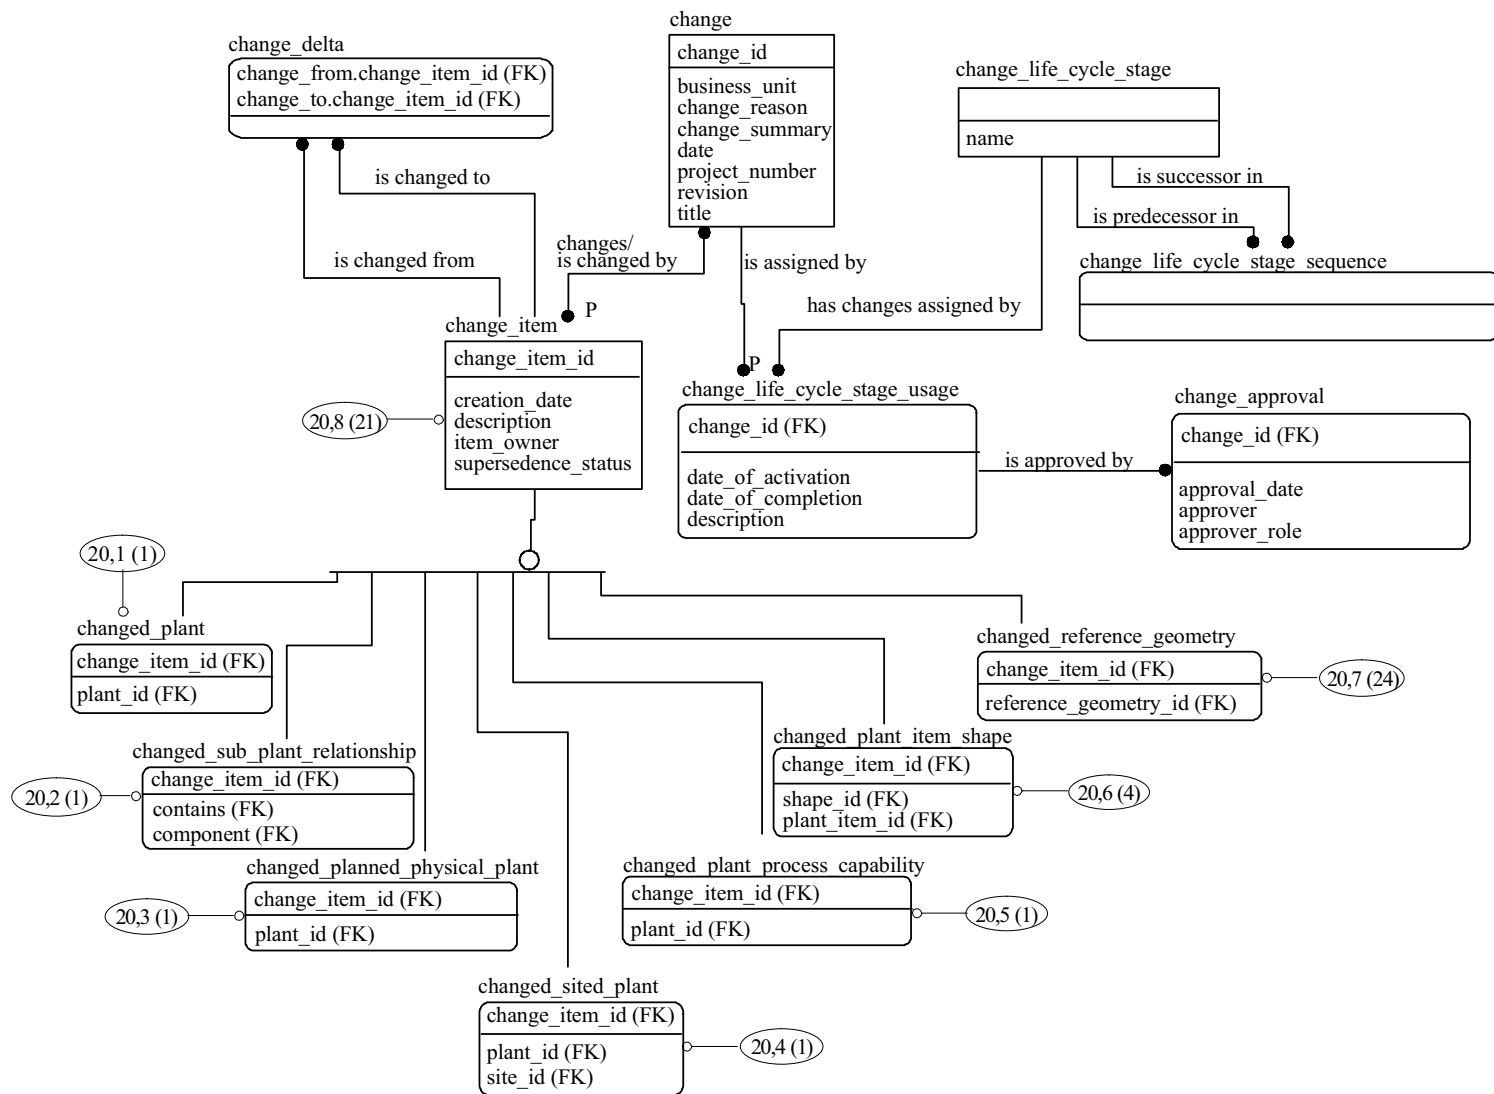 change
change_delta
change_id
change_from.change_item_id (FK)
change_to.change_item_id (FK)
business_unit
change_reason
change_summary
date
project_number
revision
title
change_life_cycle_stage
name
is changed to
is changed from
changes/
is changed by
P
is assigned by
is successor in
is predecessor in
has changes assigned by
change_life_cycle_stage_sequence
change_item
change_item_id
creation_date
description
item_owner
supersedence_status
20,8 (21)
P
change_life_cycle_stage_usage
change_id (FK)
date_of_activation
date_of_completion
description
is approved by
change_approval
change_id (FK)
approval_date
approver
approver_role
20,1 (1)
changed_plant
change_item_id (FK)
plant_id (FK)
changed_reference_geometry
change_item_id (FK)
reference_geometry_id (FK)
20,7 (24)
changed_sub_plant_relationship
change_item_id (FK)
contains (FK)
component (FK)
20,2 (1)
changed_plant_item_shape
change_item_id (FK)
shape_id (FK)
plant_item_id (FK)
20,6 (4)
changed_planned_physical_plant
change_item_id (FK)
plant_id (FK)
20,3 (1)
changed_plant_process_capability
change_item_id (FK)
plant_id (FK)
20,5 (1)
changed_sited_plant
change_item_id (FK)
plant_id (FK)
site_id (FK)
20,4 (1)